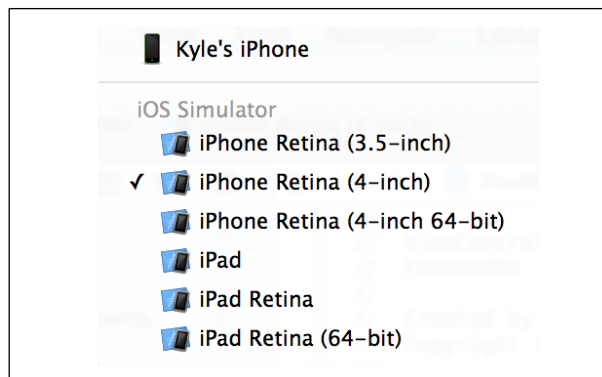 Kyle's iPhone
iOS Simulator
iPhone Retina (3.5-inch)
✓ iPhone Retina (4-inch)
iPhone Retina (4-inch 64-bit)
iPad
iPad Retina
iPad Retina (64-bit)